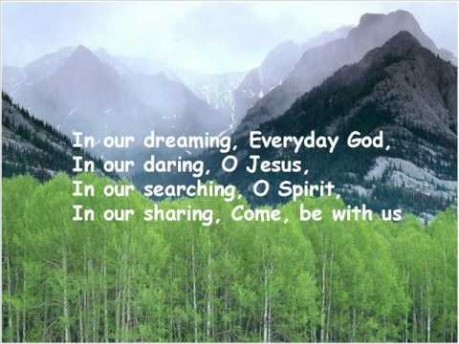 In our dreaming, Everyday God,
In our daring, O Jesus,
In our searching, O Spirit,
In our sharing, Come, be with us